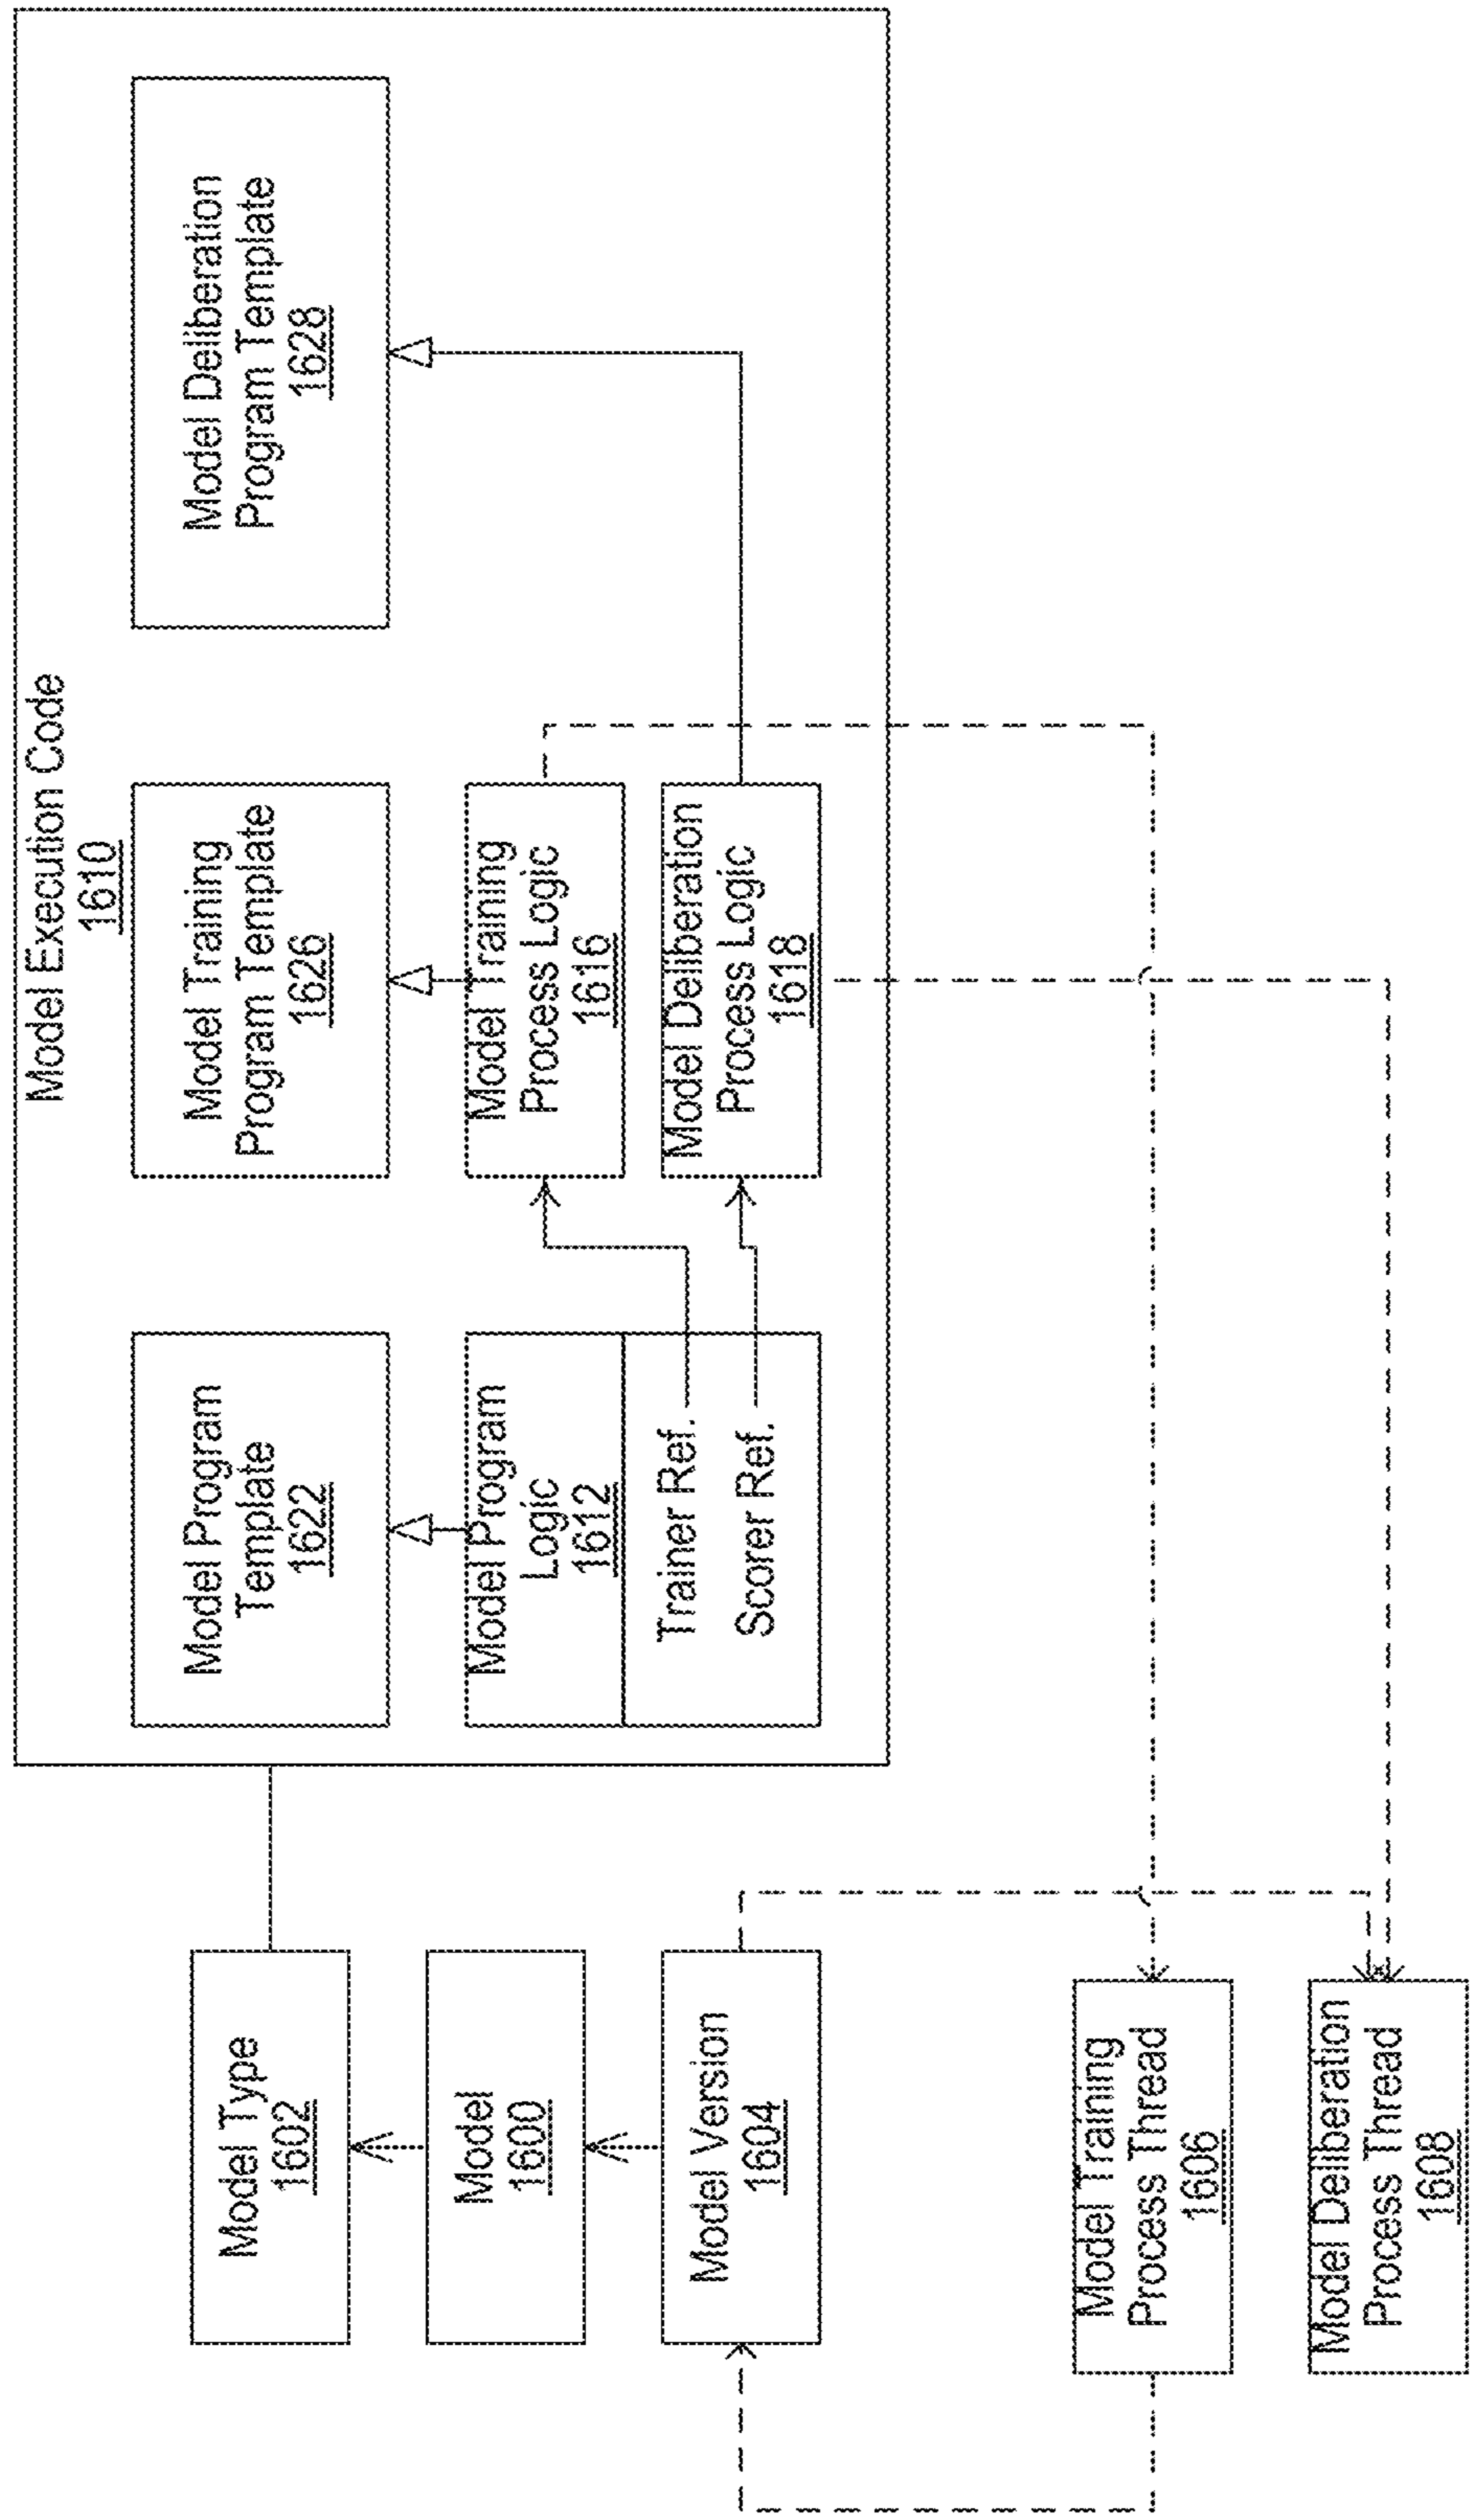 Model Execution Code
1610
Model Type
1602
Model
1600
Model Version
1604
Model Training
Process Thread
1606
Model Deliberation
Process Thread
1608
Model Program
Template
1622
Model Program
Logic
1612
Trainer Ref.
Scorer Ref.
Model Training
Program Template
1626
Model Training
Process Logic
1616
Model Deliberation
Process Logic
1618
Model Deliberation
Program Template
1628